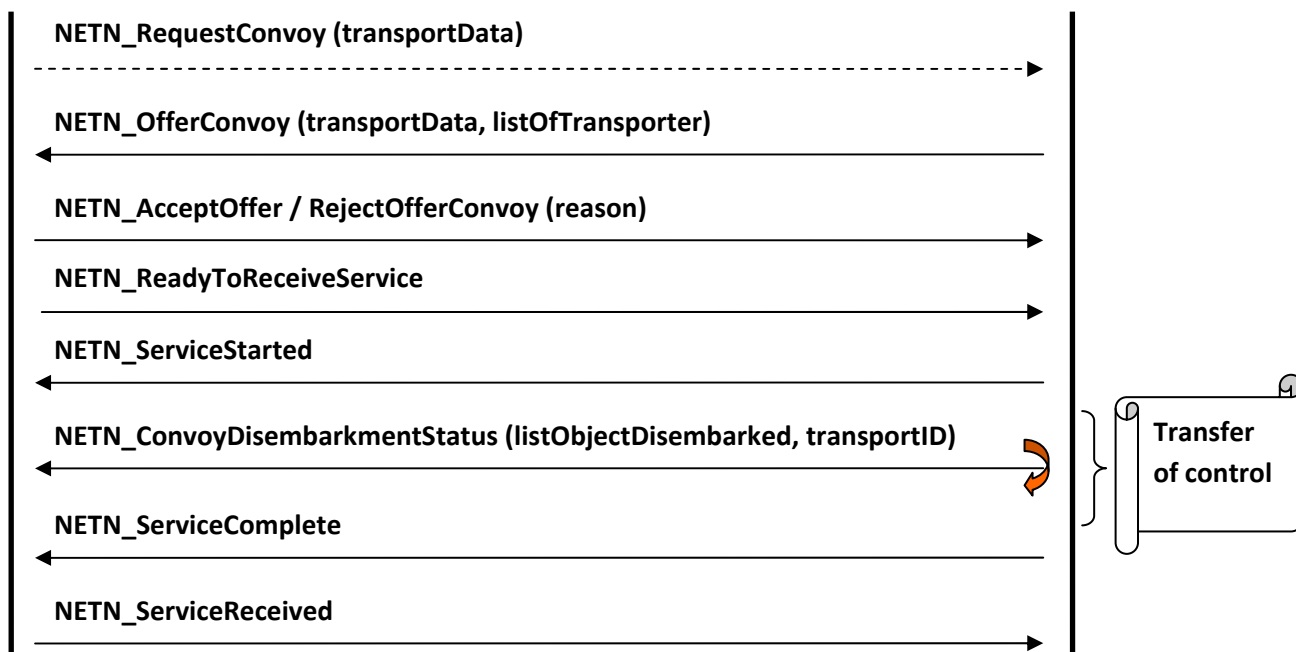 NETN_RequestConvoy (transportData)
NETN_OfferConvoy (transportData, listOfTransporter)
NETN_AcceptOffer / RejectOfferConvoy (reason)
NETN_ReadyToReceiveService
NETN_ServiceStarted
NETN_ConvoyDisembarkmentStatus (listObjectDisembarked, transportID)
Transfer
of control
NETN_ServiceComplete
NETN_ServiceReceived